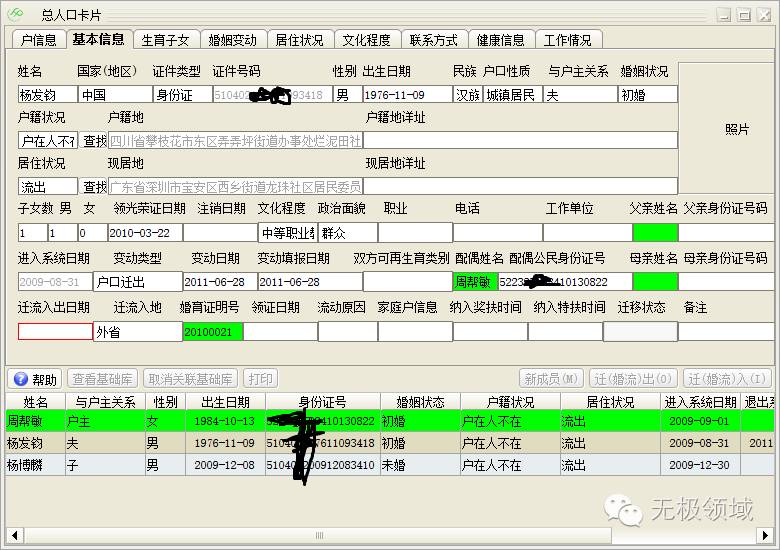 总人口卡片
户信息 基本信息 生育子女 婚姻变动 居住状况 文化程度 联系方式 健康信息 工作情况
姓名 国家(地区) 证件类型 证件号码 性别 出生日期 民族 户口性质 与户主关系 婚姻状况
杨发钧 中国 身份证 510402 093418 男 1976-11-09 汉族 城镇居民 夫 初婚
照片
户籍状况 户籍地 户籍地详址
户在人不在 查找 四川省攀枝花市东区弄弄坪街道办事处烂泥田社
居住状况 现居地 现居地详址
流出 查找 广东省深圳市宝安区西乡街道龙珠社区居民委员
子女数 男 女 领光荣证日期 注销日期 文化程度 政治面貌 职业 电话 工作单位 父亲姓名 父亲身份证号码
1 1 0 2010-03-22 中等职业 群众
进入系统日期 变动类型 变动日期 变动填报日期 双方可再生育类别 配偶姓名 配偶公民身份证号 母亲姓名 母亲身份证号码
2009-08-31 户口迁出 2011-06-28 2011-06-28 周帮敏 5223 410130822
迁流入出日期 迁流入地 婚育证明号 领证日期 流动原因 家庭户信息 纳入奖扶时间 纳入特扶时间 迁移状态 备注
外省 20100021
帮助 查看基础库 取消关联基础库 打印 新成员(M) 迁(婚流)出(O) 迁(婚流)入(I)
姓名 与户主关系 性别 出生日期 身份证号 婚姻状态 户籍状况 居住状况 进入系统日期 退出系
周帮敏 户主 女 1984-10-13 410130822 初婚 户在人不在 流出 2009-09-01
杨发钧 夫 男 1976-11-09 51040 7611093418 初婚 户在人不在 流出 2009-08-31 2011
杨博麟 子 男 2009-12-08 51040 200912083410 未婚 户在人不在 流出 2009-12-30
无极领域